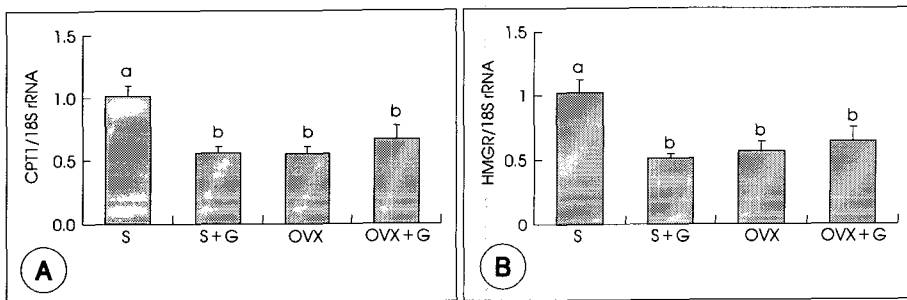 1.5
1.0
0.5
0.0
CPT1/18S rRNA
a
b
b
b
S
S+G
OVX
OVX+G
A
1.5
1
0.5
0
HMGR/18S rRNA
a
b
b
b
S
S+G
OVX
OVX+G
B